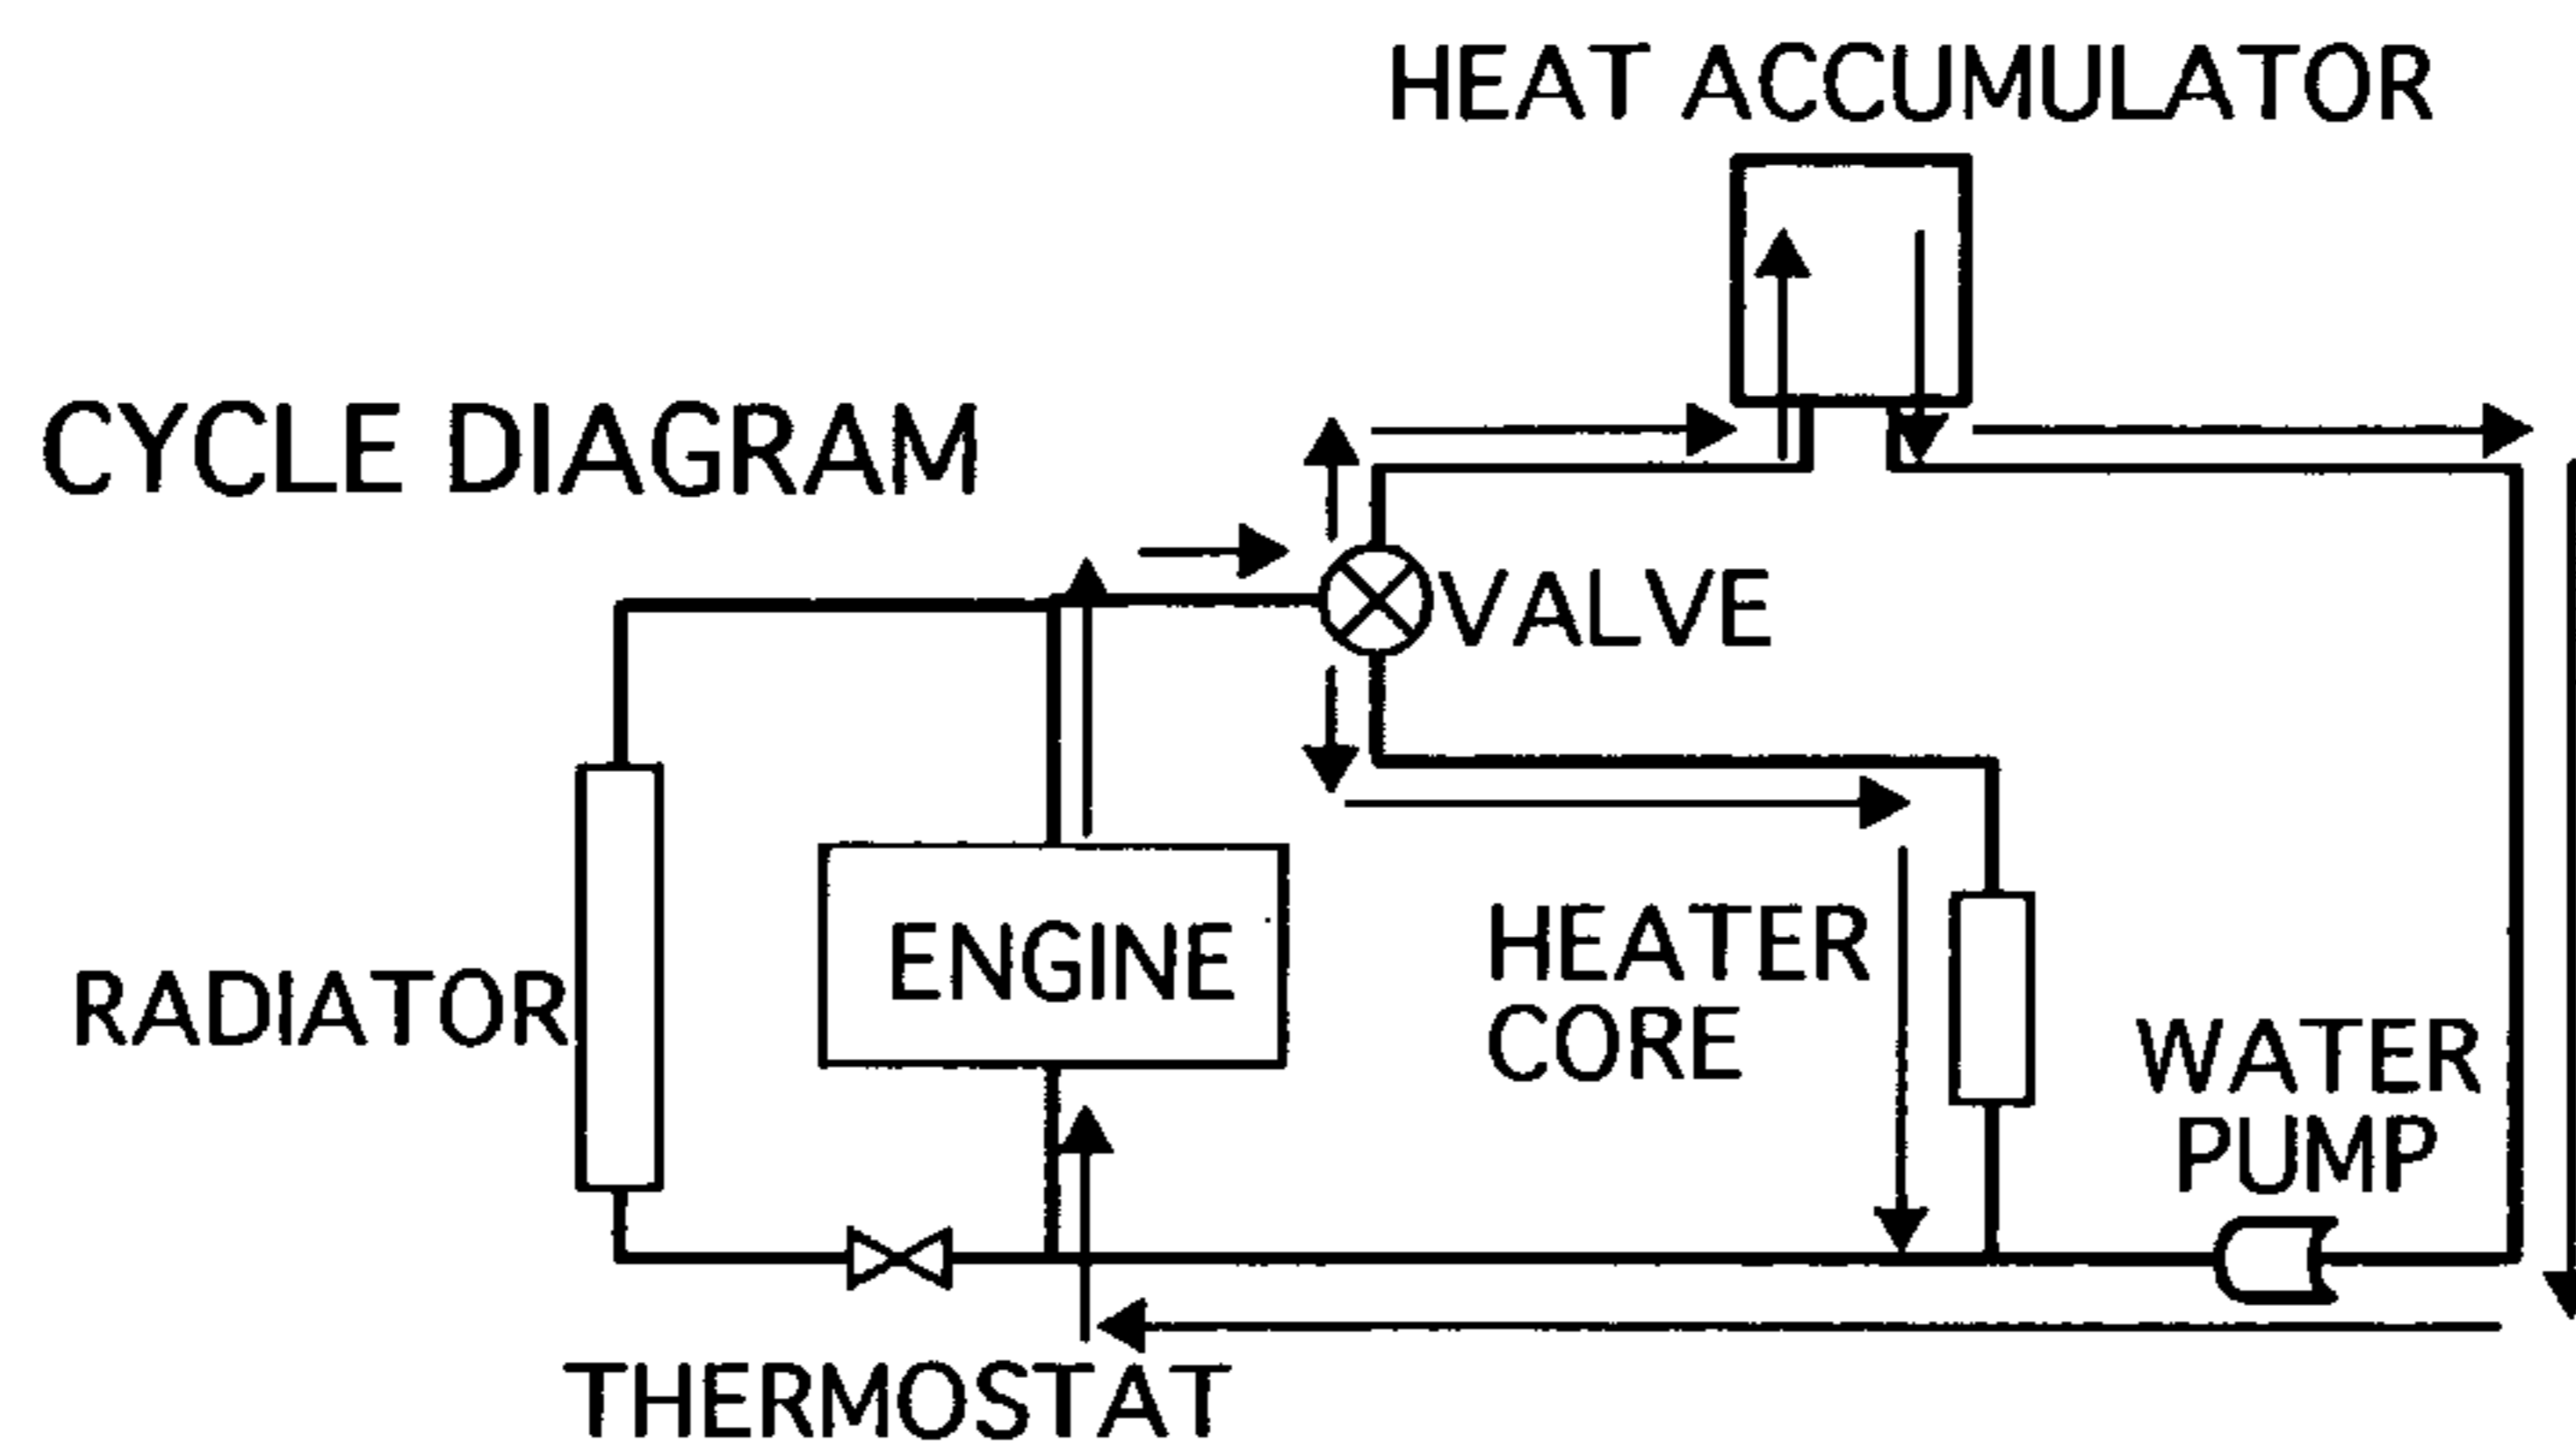 HEAT ACCUMULATOR
CYCLE DIAGRAM
VALVE
ENGINE
RADIATOR
HEATER
CORE
WATER
PUMP
THERMOSTAT